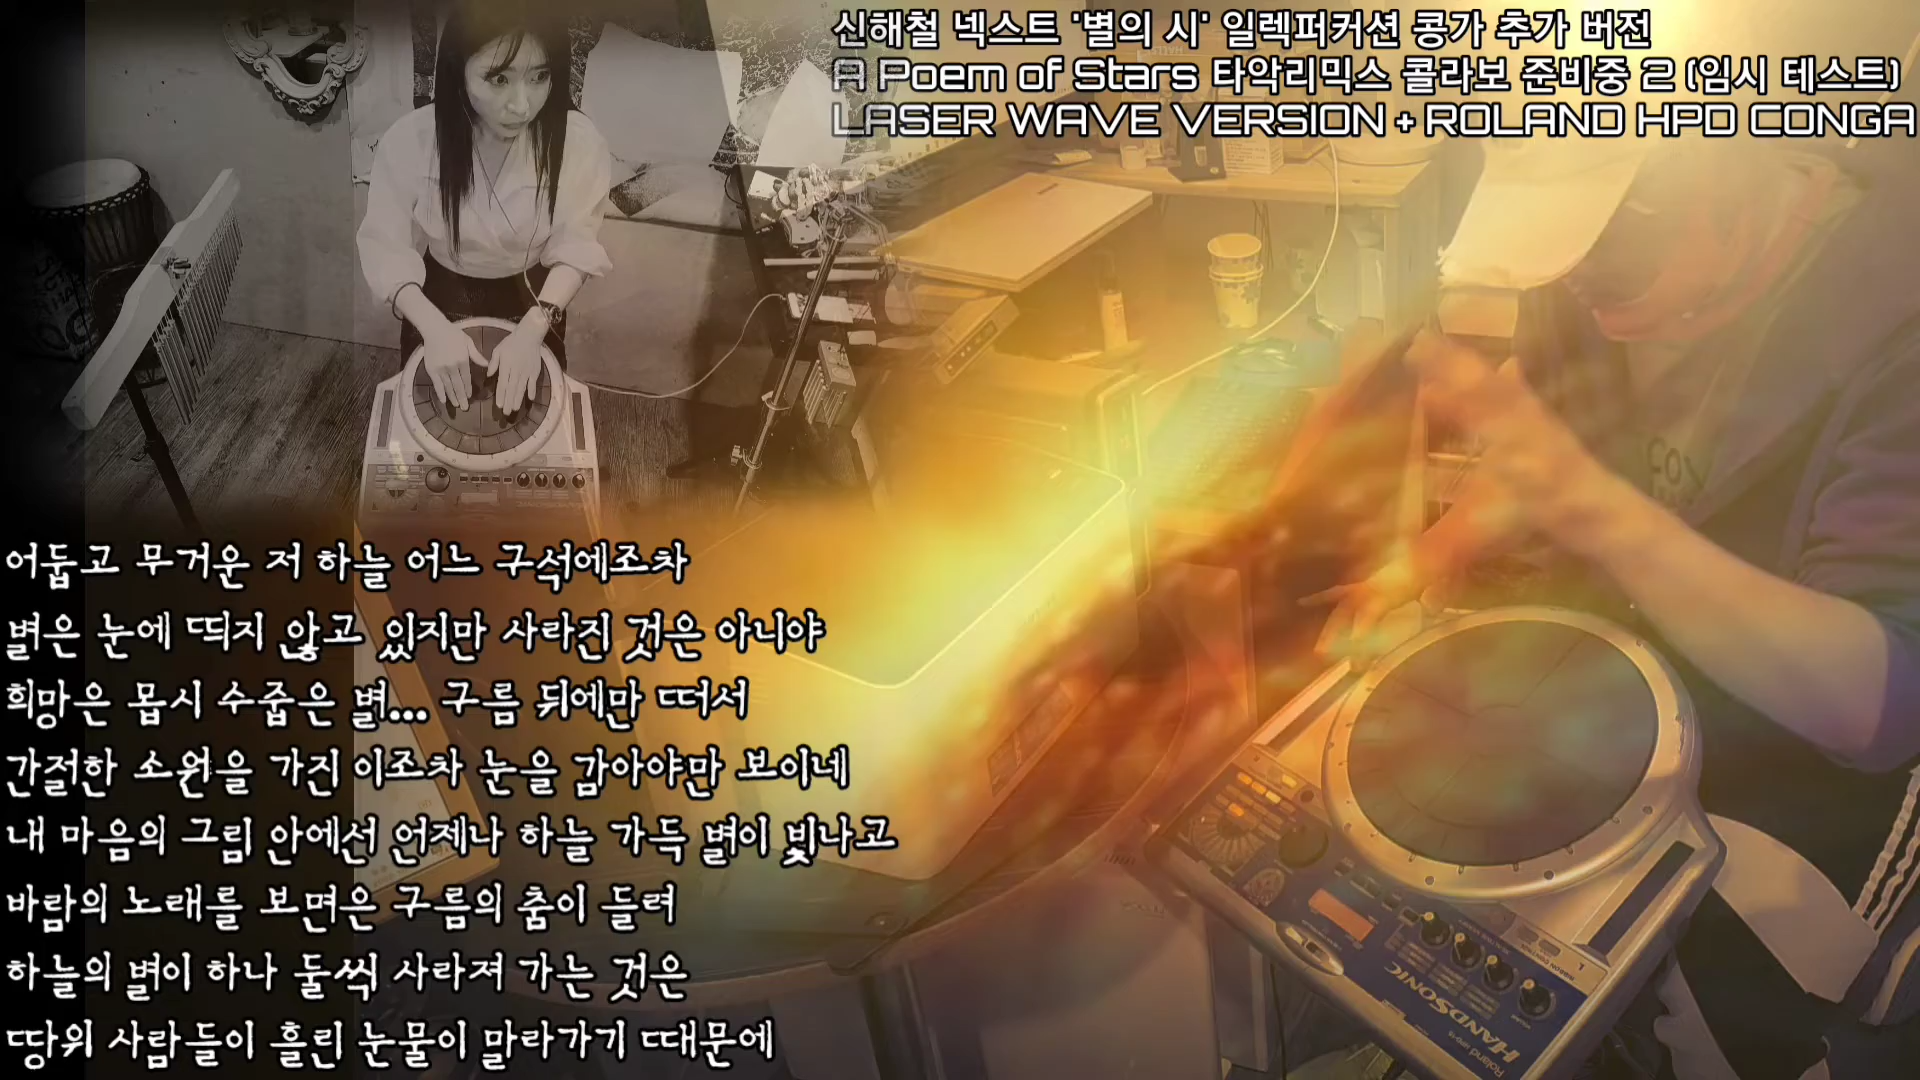 신해철 넥스트 '별의 시' 일렉퍼커션 콩가 추가 버전
A Poem of Stars 타악리믹스 콜라보 준비중 2 (임시 테스트)
LASER WAVE VERSION + ROLAND HPD CONGA
어둡고 무거운 저 하늘 어느 구석에조차
별은 눈에 띄지 않고 있지만 사라진 것은 아니야
희망은 몹시 수줍은 별... 구름 뒤에만 떠서
간절한 소원을 가진 이조차 눈을 감아야만 보이네
내 마음의 그림 안에선 언제나 하늘 가득 별이 빛나고
바람의 노래를 보면은 구름의 춤이 들려
하늘의 별이 하나 둘씩 사라져 가는 것은
땅위 사람들이 흘린 눈물이 말라가기 때문에
HANDSONIC
Roland